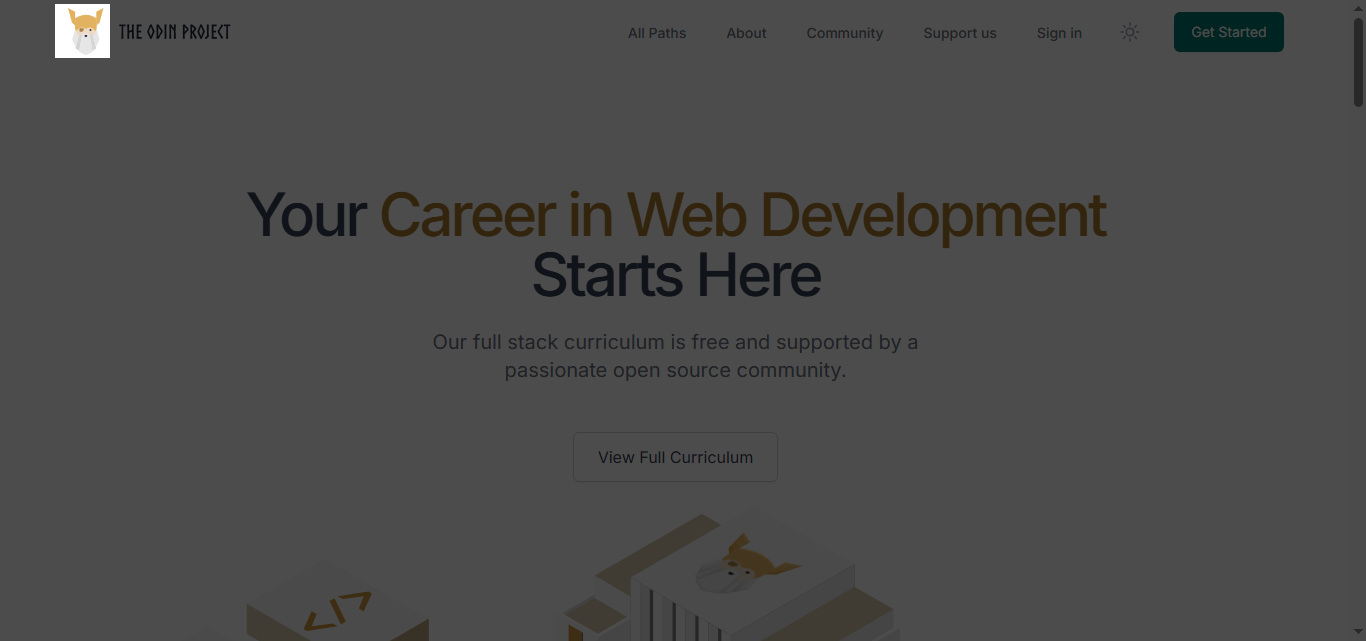 THE ODIN PROJECT
All Paths
About
Community
Support us
Sign in
Get Started
Your Career in Web Development
Starts Here
Our full stack curriculum is free and supported by a
passionate open source community.
View Full Curriculum
</>